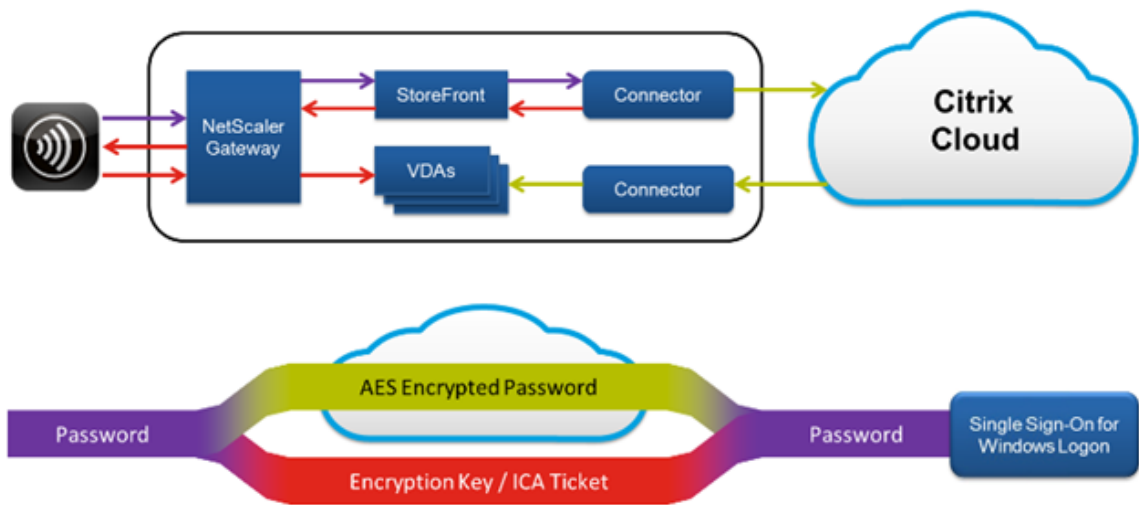 NetScaler
Gateway
StoreFront
Connector
Citrix
Cloud
VDAs
Connector
AES Encrypted Password
Password
Password
Single Sign-On for
Windows Logon
Encryption Key / ICA Ticket